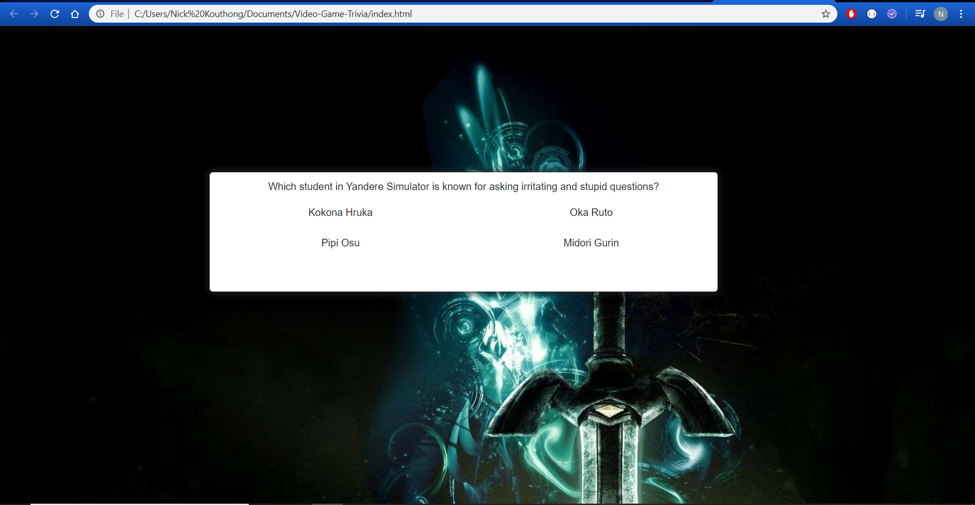 File | C:/Users/Nick%20Kouthong/Documents/Video-Game-Trivia/index.html
N
Which student in Yandere Simulator is known for asking irritating and stupid questions?
Kokona Hruka Oka Ruto
Pipi Osu Midori Gurin